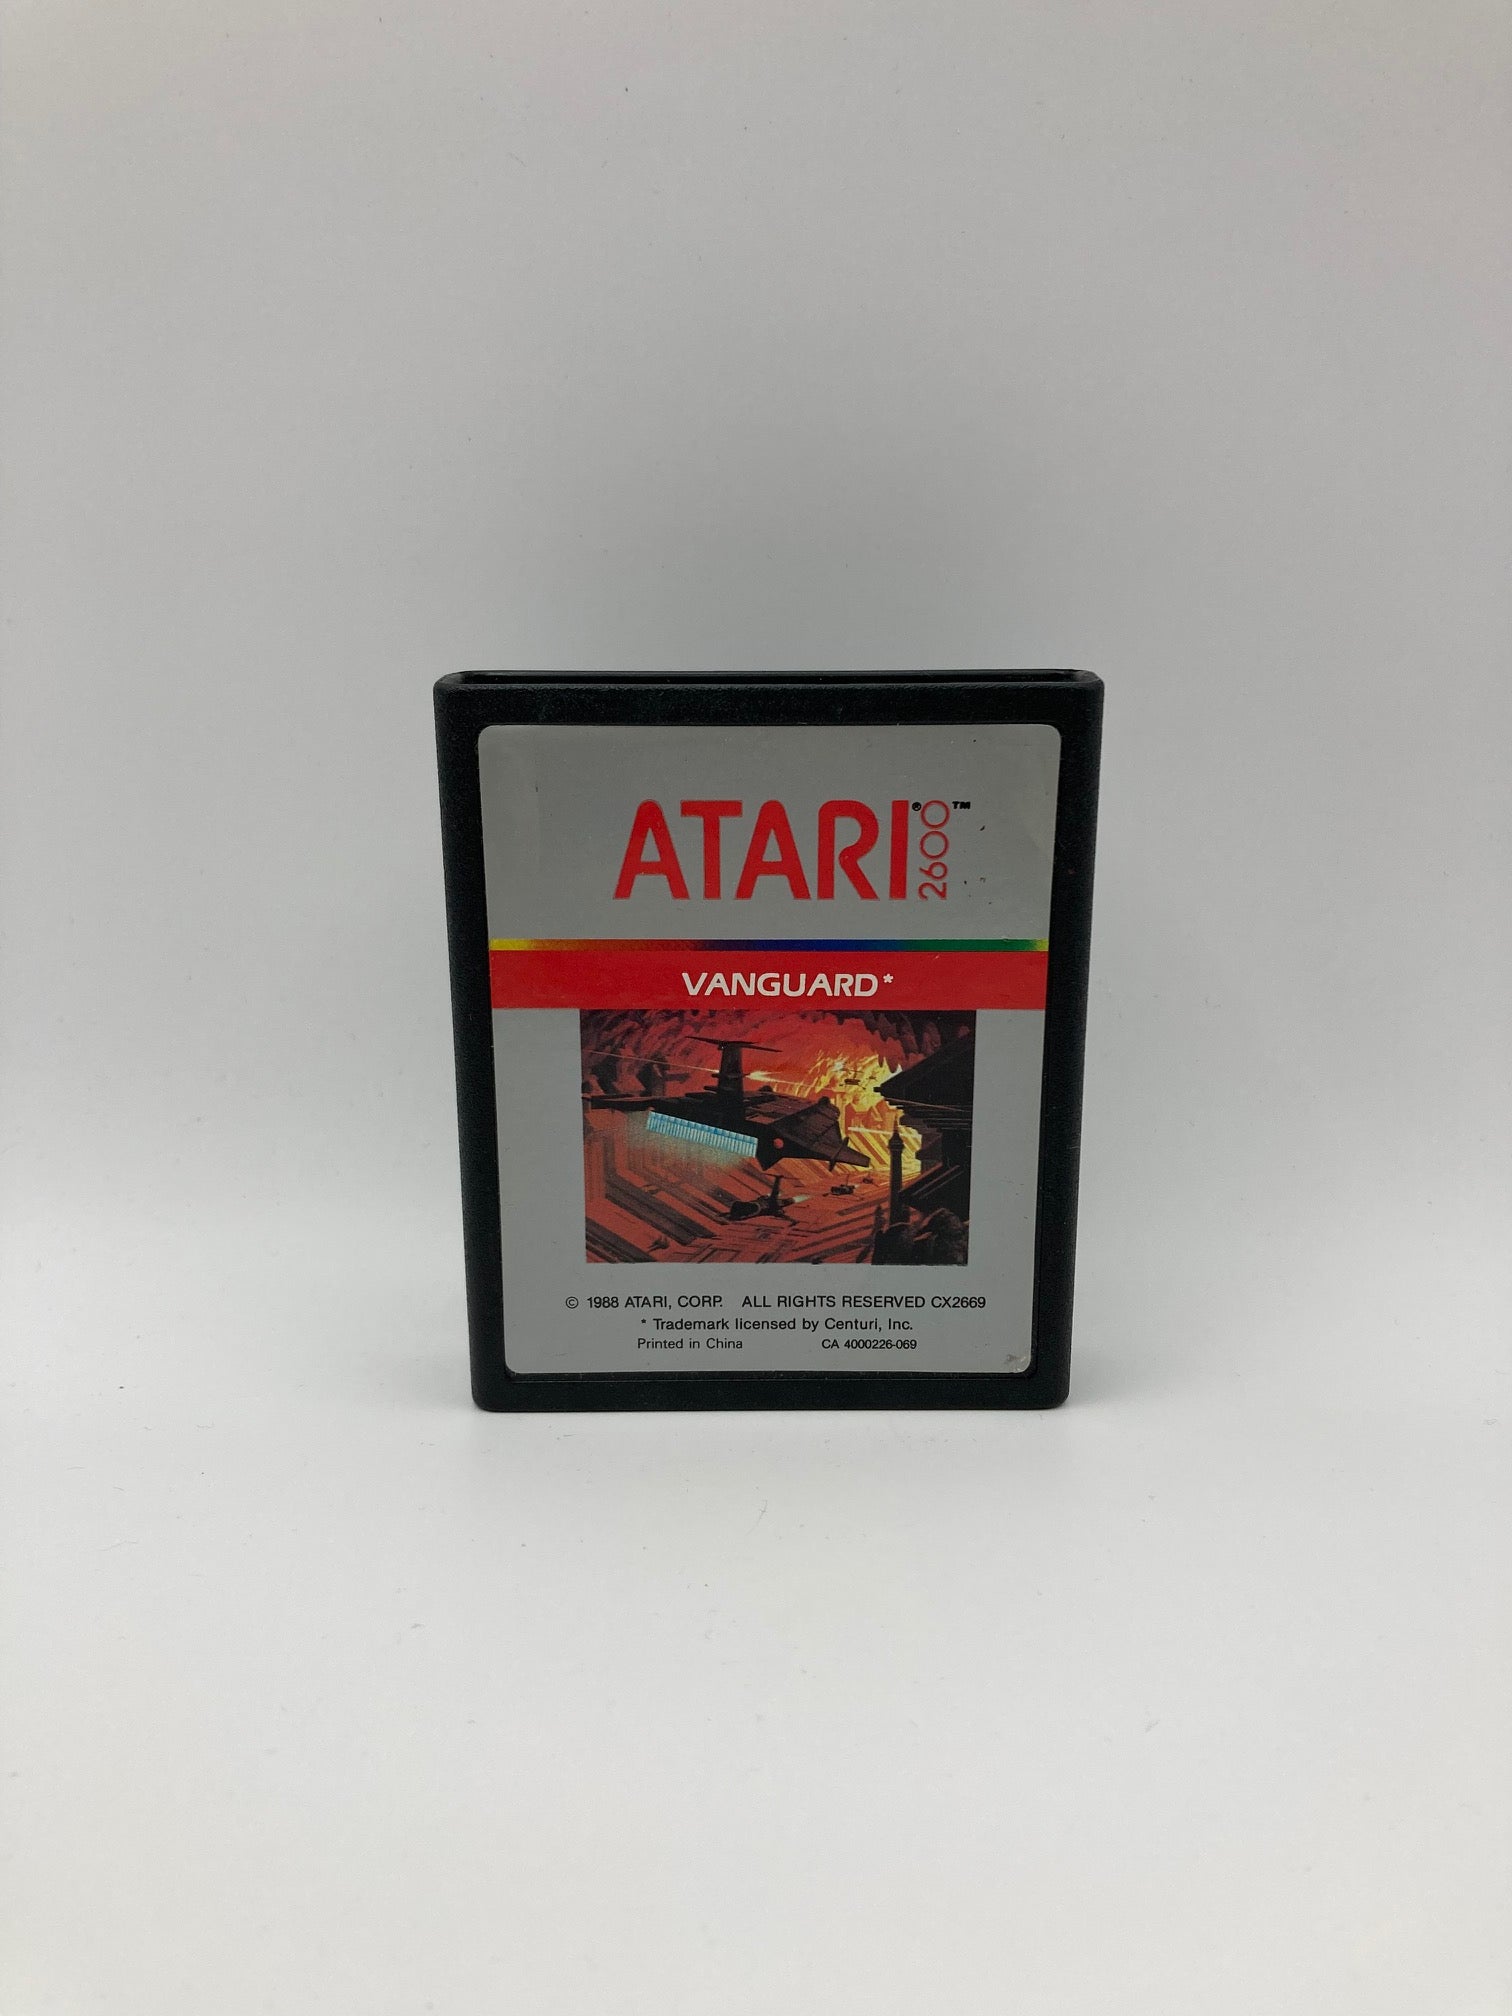 ATARI® 2600™
VANGUARD*
© 1988 ATARI, CORP. ALL RIGHTS RESERVED CX2669
* Trademark licensed by Centuri, Inc.
Printed in China CA 4000226-069